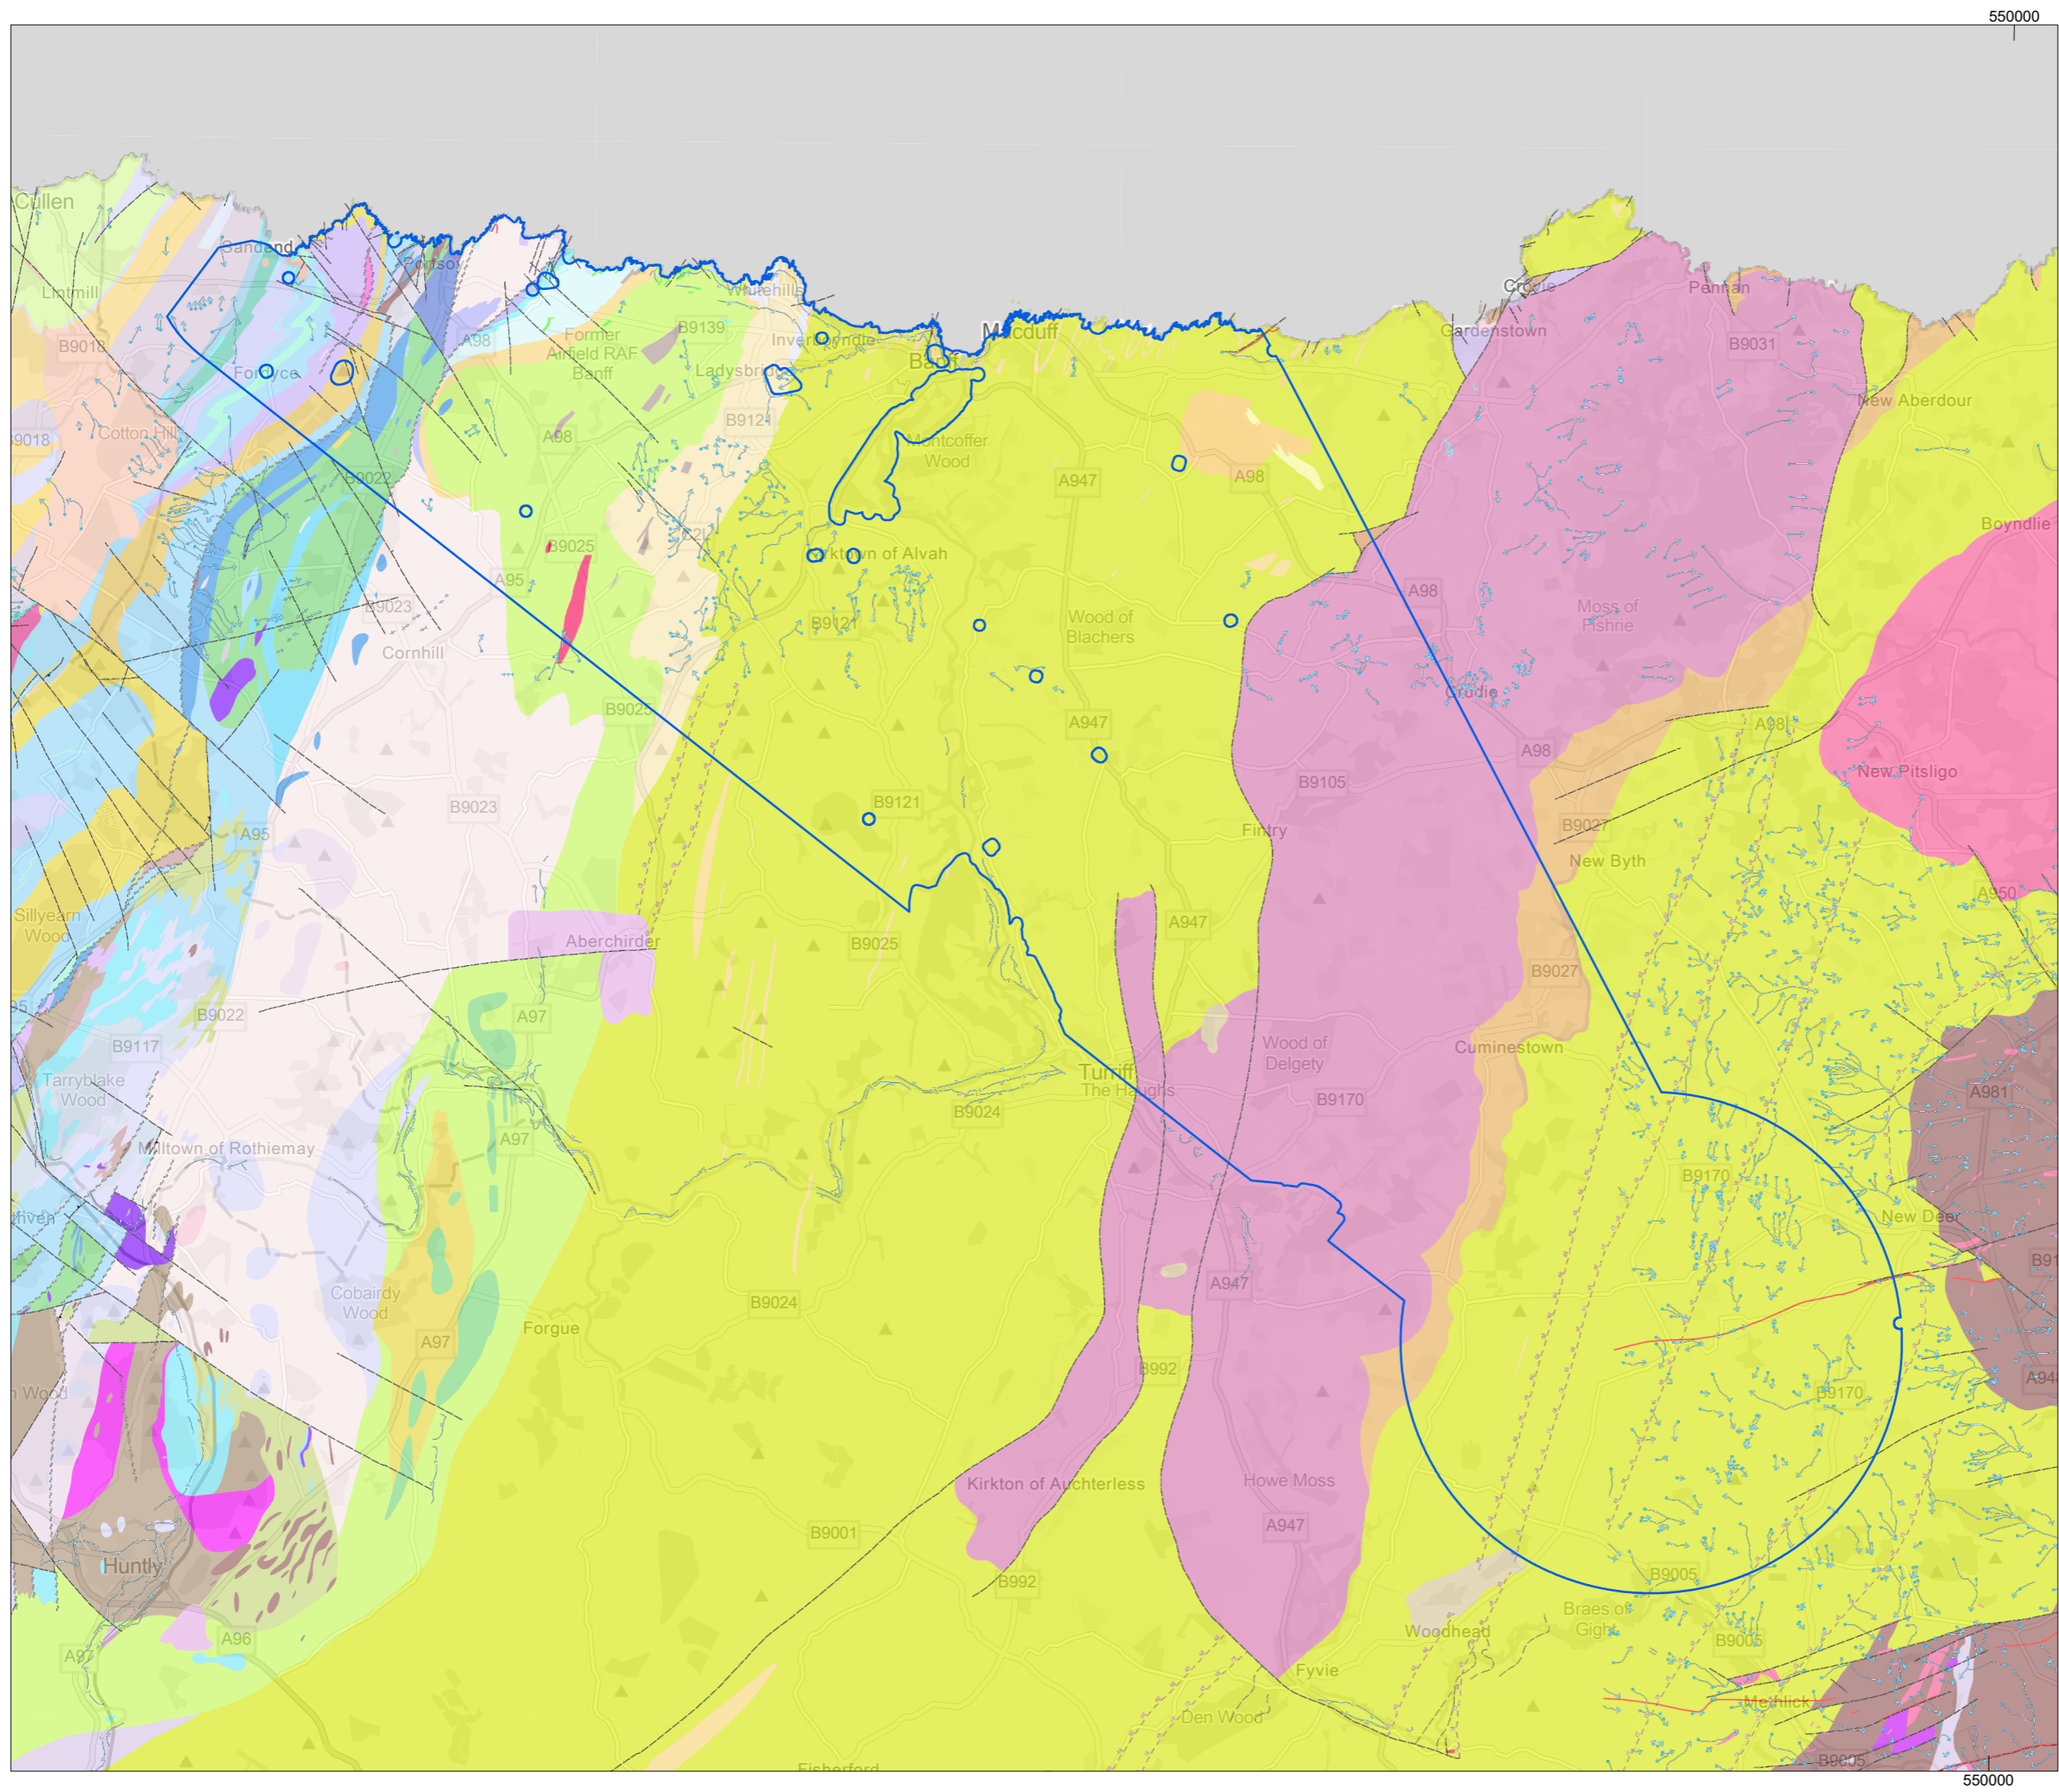 550000
Cullen
Sandend
Portso
Lintmill
Whitehills
Crovie
Pennan
B9018
A98
Former
Airfield RAF
Banff
B9139
Inverboyndie
Macduff
Banff
Gardenstown
B9031
Fordyce
Ladysbridge
New Aberdour
B9018
Cotton Hill
A98
B9121
Montcoffer
Wood
B9022
A947
A98
Boyndlie
B9025
Kirktown of Alvah
A95
B9023
A98
B9121
Wood of
Blachers
Moss of
Pishrie
Cornhill
Crudie
B9025
A947
A98
A98
New Pitsligo
B9105
B9023
B9121
A95
Fintry
B9027
New Byth
Sillyearn
Wood
A950
A947
Aberchirder
B9025
B9027
A97
B9022
B9117
Wood of
Delgety
Cuminestown
Tarryblake
Wood
Turriff
The Haughs
B9170
A981
B9024
A97
Milltown of Rothiemay
B9170
New Deer
A947
Cobairdy
Wood
B9024
Forgue
A97
B992
B9170
Kirkton of Auchterless
Howe Moss
B9001
A947
Huntly
B992
B9005
Braes of
Gight
Woodhead
A96
B9005
A97
Fyvie
Methlick
Den Wood
B9005
Fisherford
550000